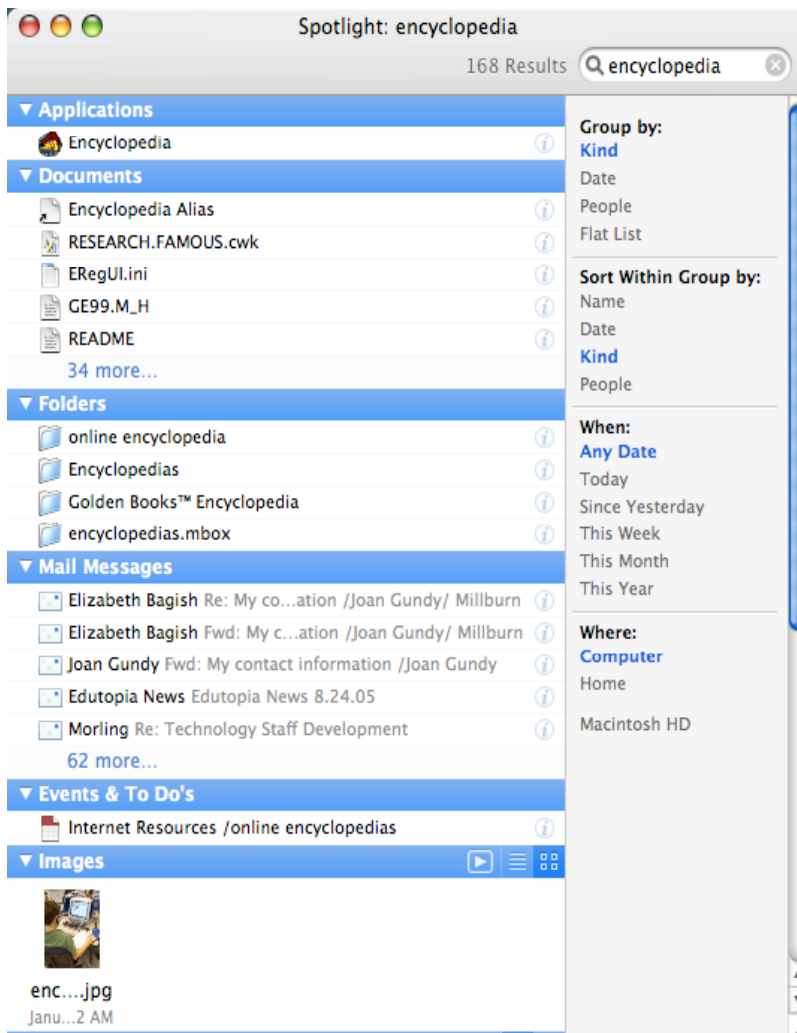 Spotlight: encyclopedia
168 Results encyclopedia
Applications
Encyclopedia
Documents
Encyclopedia Alias
RESEARCH.FAMOUS.cwk
ERegUI.ini
GE99.M_H
README
34 more...
Folders
online encyclopedia
Encyclopedias
Golden Books™ Encyclopedia
encyclopedias.mbox
Mail Messages
Elizabeth Bagish Re: My co...ation /Joan Gundy/ Millburn
Elizabeth Bagish Fwd: My c...ation /Joan Gundy/ Millburn
Joan Gundy Fwd: My contact information /Joan Gundy
Edutopia News Edutopia News 8.24.05
Morling Re: Technology Staff Development
62 more...
Events & To Do's
Internet Resources /online encyclopedias
Images
enc....jpg
Janu...2 AM
Group by:
Kind
Date
People
Flat List
Sort Within Group by:
Name
Date
Kind
People
When:
Any Date
Today
Since Yesterday
This Week
This Month
This Year
Where:
Computer
Home
Macintosh HD